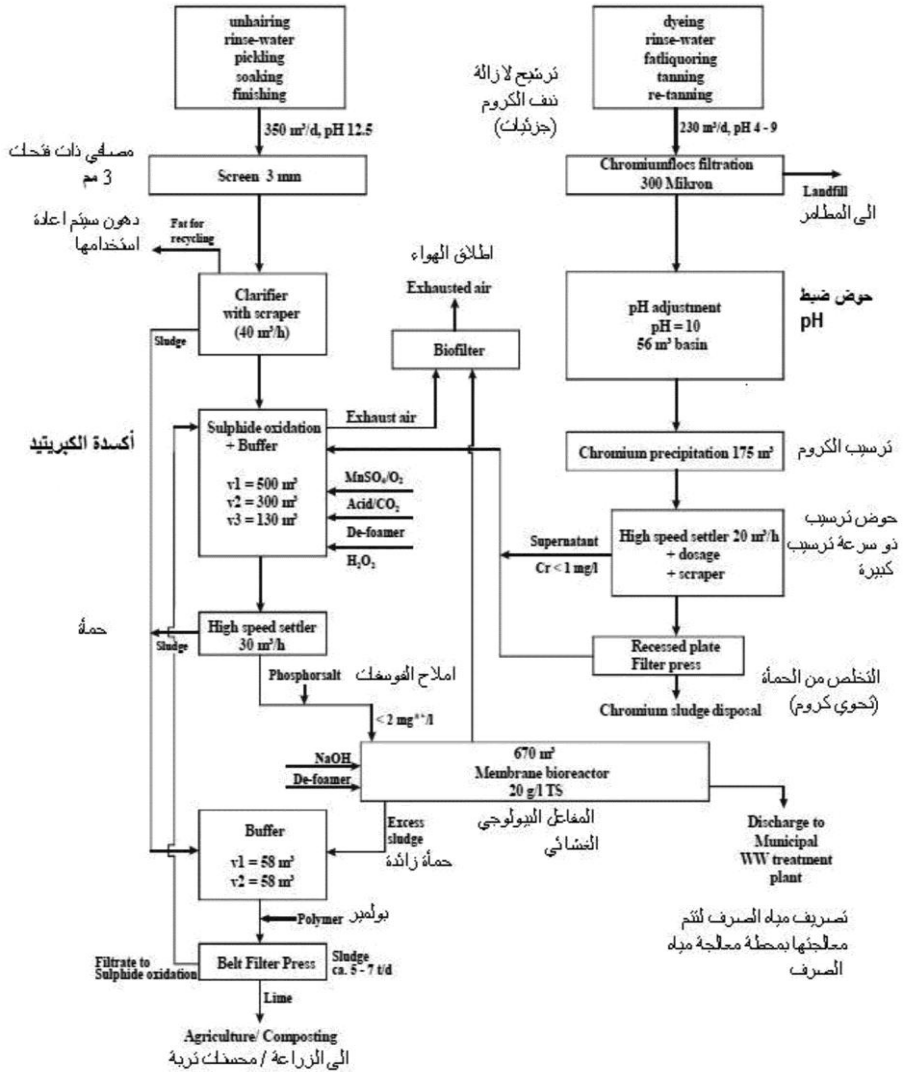 unhairing
rinse-water
pickling
soaking
finishing
350 m³/d, pH 12.5
مصافي ذات فتحات
3 مم
Screen 3 mm
دهون سيتم اعادة
استخدامها
Fat for
recycling
Clarifier
with scraper
(40 m³/h)
Sludge
أكسدة الكبريتيد
Sulphide oxidation
+ Buffer
v1 = 500 m³
v2 = 300 m³
v3 = 130 m³
Exhaust air
MnSO₄/O₂
Acid/CO₂
De-foamer
H₂O₂
اطلاق الهواء
Exhausted air
Biofilter
حمأة
Sludge
High speed settler
30 m³/h
Phosphorsalt
املاح الفوسفات
< 2 mg
/l
NaOH
De-foamer
670 m³
Membrane bioreactor
20 g/l TS
المفاعل البيولوجي
الغشائي
Excess
sludge
حمأة زائدة
Buffer
v1 = 58 m³
v2 = 58 m³
Polymer
بولمير
Filtrate to
Sulphide oxidation
Belt Filter Press
Sludge
ca. 5 - 7 t/d
Lime
Agriculture/ Composting
الى الزراعة / محسنات تربة
dyeing
rinse-water
fatliquoring
tanning
re-tanning
ترشيح لازالة
ندف الكروم
(جزئيات)
230 m³/d, pH 4 - 9
Chromiumflocs filtration
300 Mikron
Landfill
الى المطامر
pH adjustment
pH = 10
56 m³ basin
حوض ضبط
pH
Chromium precipitation 175 m³
ترسيب الكروم
High speed settler 20 m³/h
+ dosage
+ scraper
حوض ترسيب
ذو سرعة ترسيب
كبيرة
Supernatant
Cr < 1 mg/l
Recessed plate
Filter press
Chromium sludge disposal
التخلص من الحمأة
(تحوي كروم)
Discharge to
Municipal
WW treatment
plant
تصريف مياه الصرف لتتم
معالجتها بمحطة معالجة مياه
الصرف